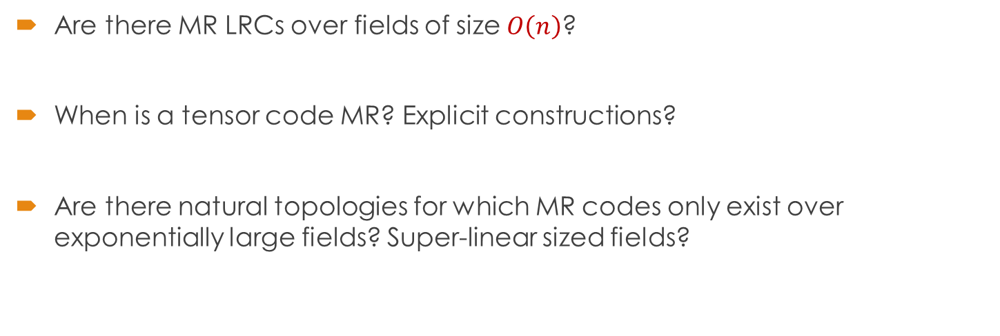 Are there MR LRCs over fields of size O(n)?
When is a tensor code MR? Explicit constructions?
Are there natural topologies for which MR codes only exist over
exponentially large fields? Super-linear sized fields?